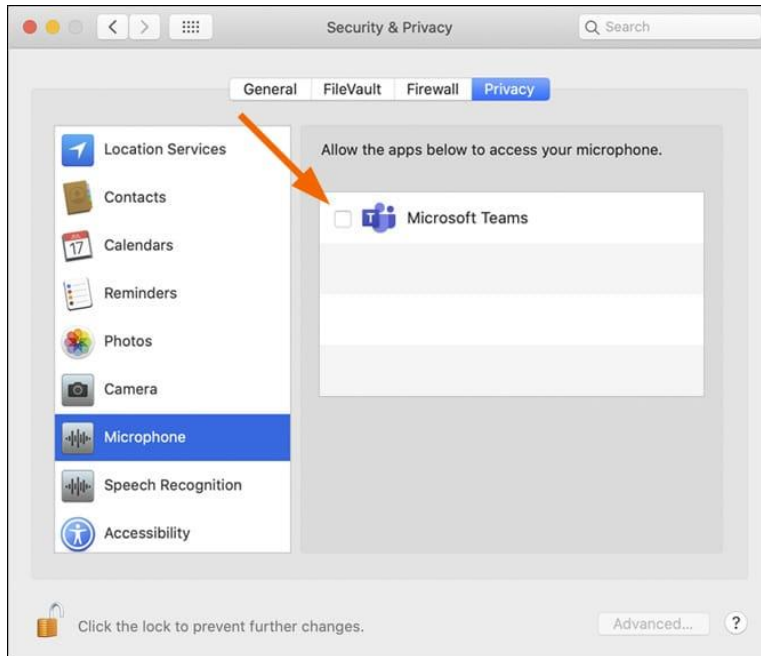 Security & Privacy
Search
General FileVault Firewall Privacy
Location Services
Contacts
JUL
17
Calendars
Reminders
Photos
Camera
Microphone
Speech Recognition
Accessibility
Allow the apps below to access your microphone.
T
Microsoft Teams
Click the lock to prevent further changes.
Advanced...
?